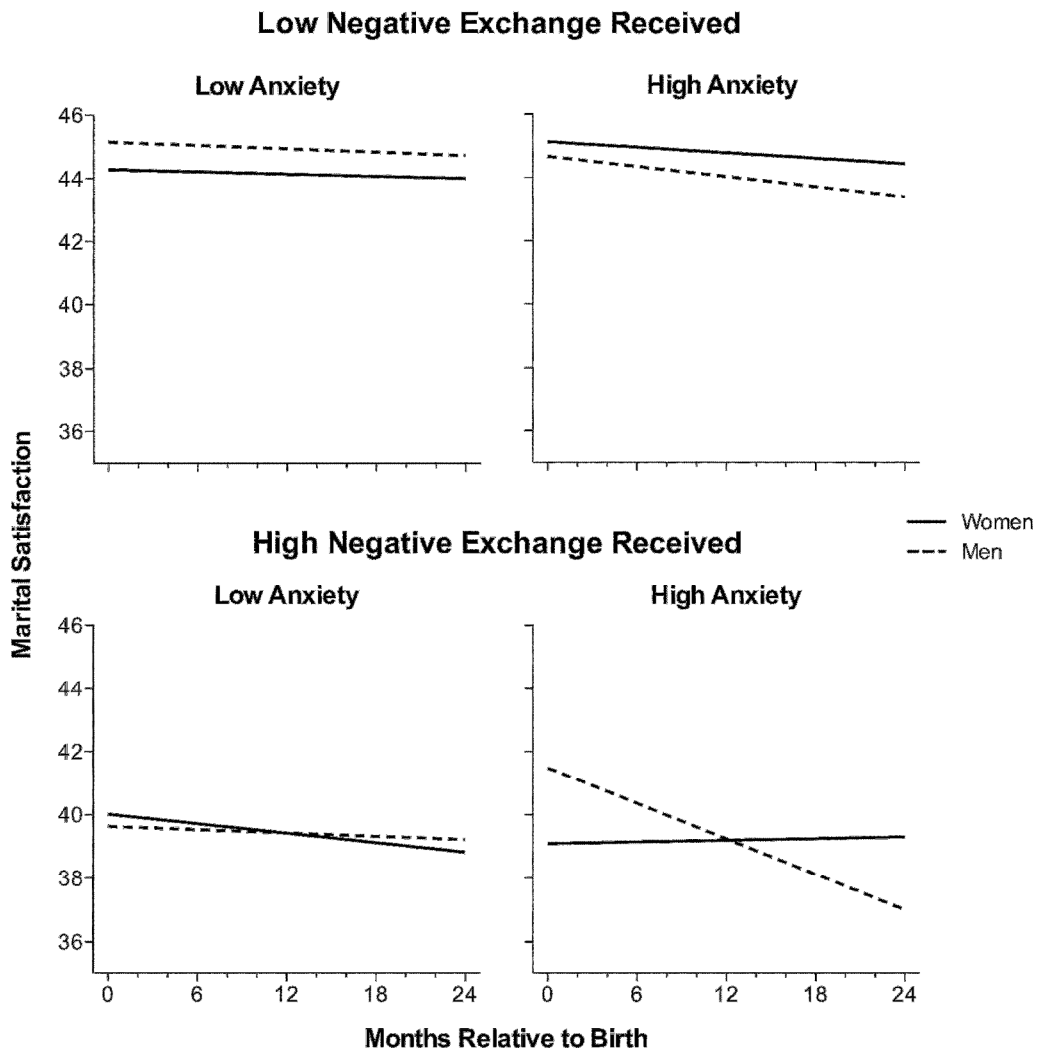 Low Negative Exchange Received
Low Anxiety
High Anxiety
46
44
42
40
38
36
Marital Satisfaction
Women
Men
High Negative Exchange Received
Low Anxiety
High Anxiety
46
44
42
40
38
36
0 6 12 18 24
0 6 12 18 24
Months Relative to Birth